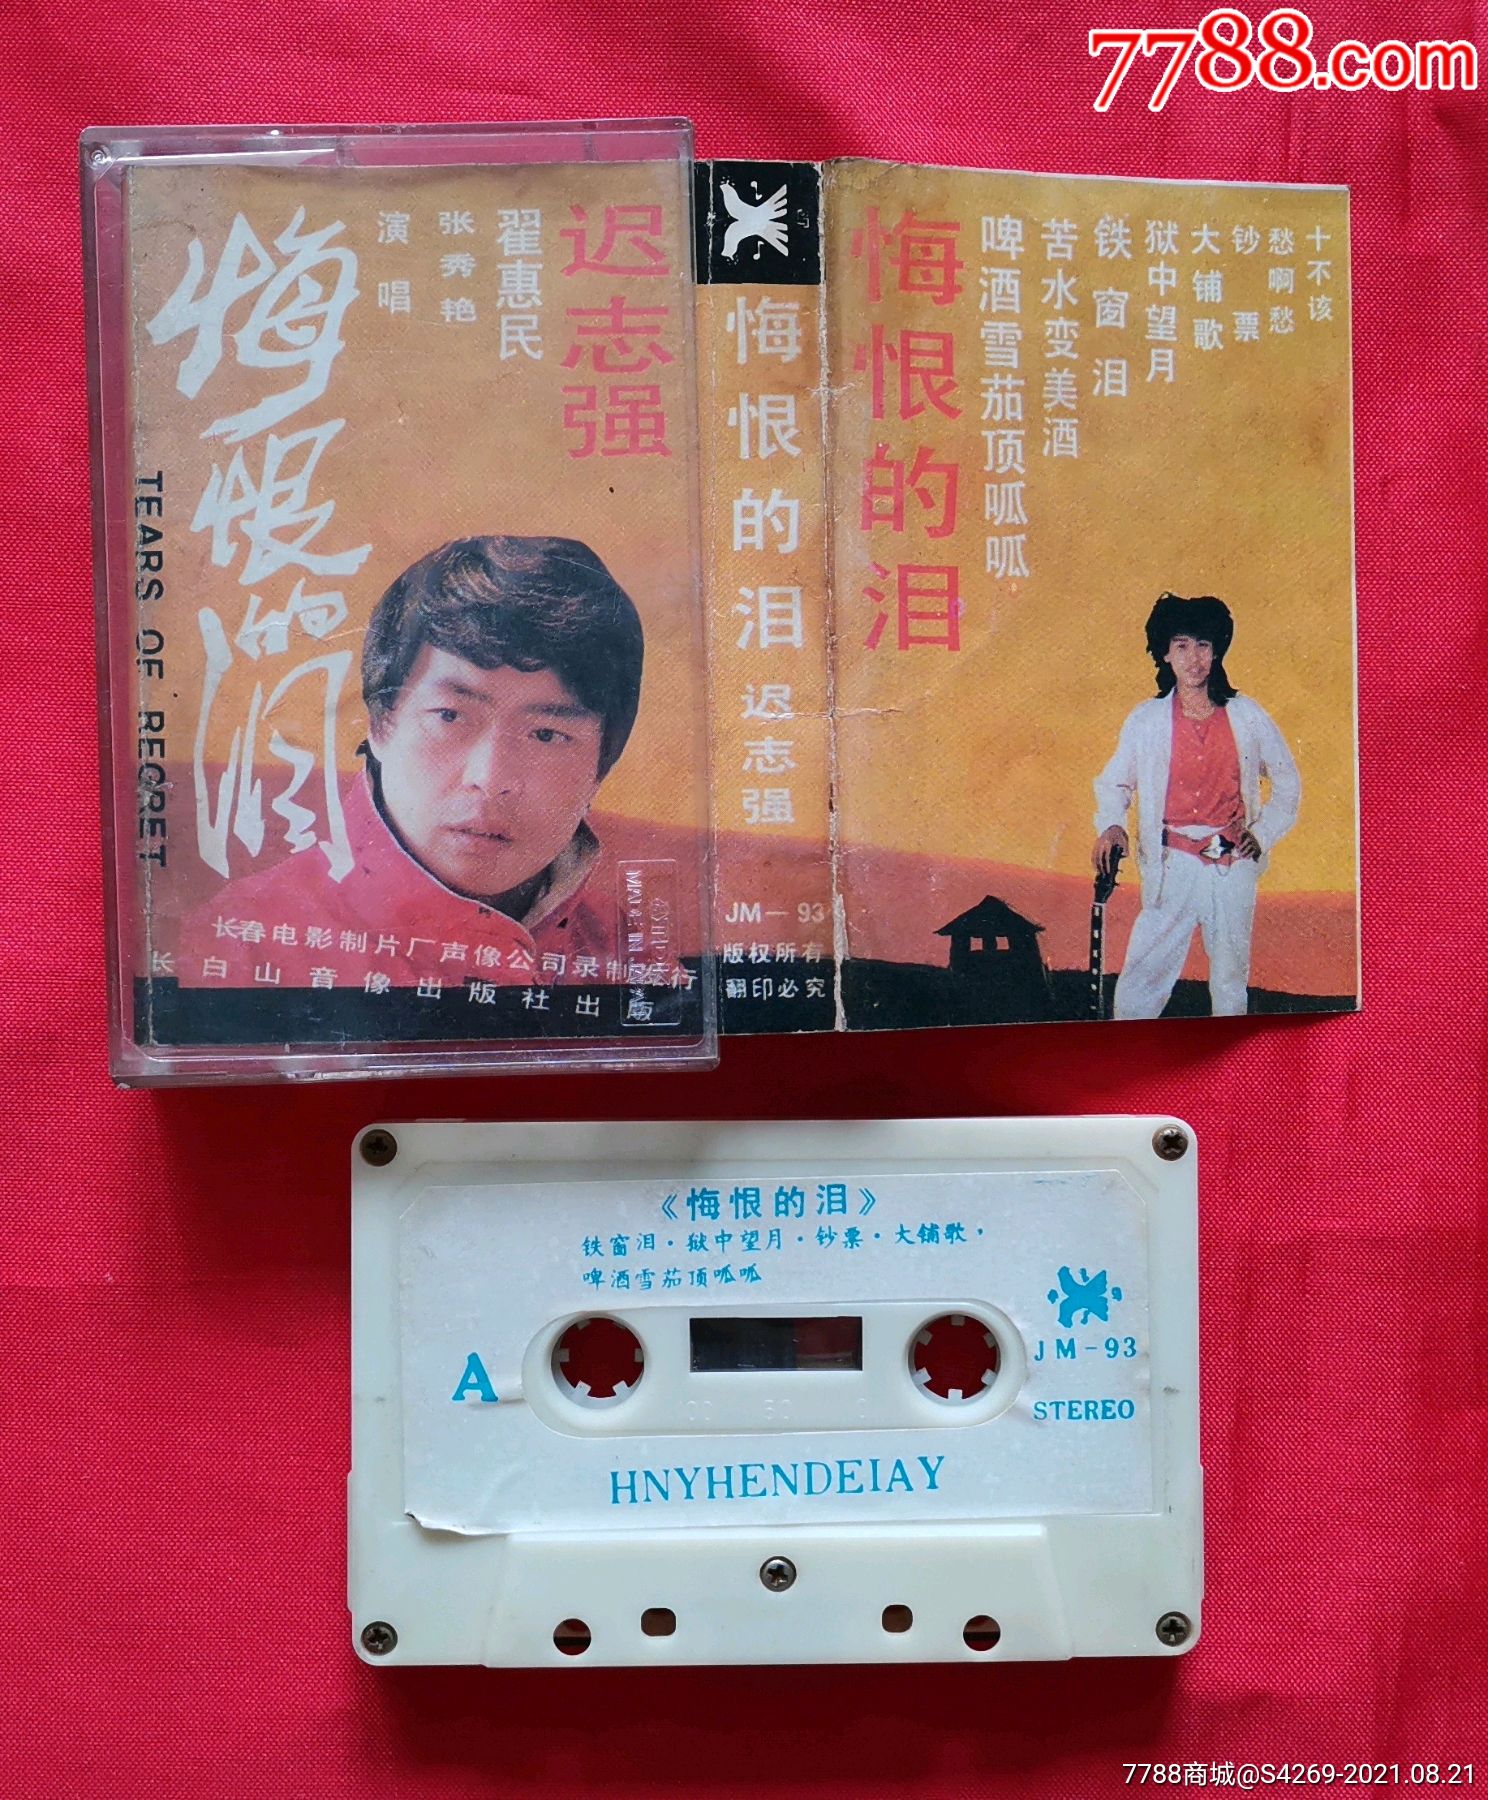 7788.com
迟志强
翟惠民
张秀艳
演唱
悔恨的泪
TEARS OF REGRET
长春电影制片厂声像公司录制发行
长白山音像出版社出版
悔恨的泪
迟志强
JM－93
版权所有
翻印必究
十不该
愁啊愁
钞票
大铺歌
狱中望月
铁窗泪
苦水变美酒
啤酒雪茄顶呱呱
悔恨的泪
《悔恨的泪》
铁窗泪·狱中望月·钞票·大铺歌，
啤酒雪茄顶呱呱
A
JM-93
STEREO
00 50 0
HNYHENDEIAY
7788商城@S4269-2021.08.21